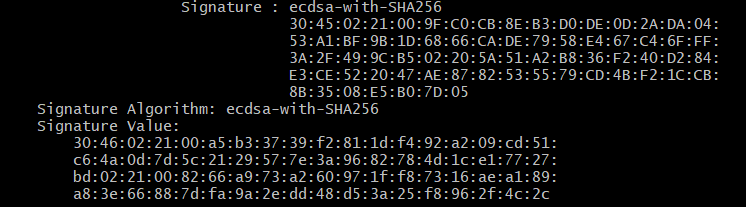 Signature : ecdsa-with-SHA256
30:45:02:21:00:9F:C0:CB:8E:B3:D0:DE:0D:2A:DA:04:
53:A1:BF:9B:1D:68:66:CA:DE:79:58:E4:67:C4:6F:FF:
3A:2F:49:9C:B5:02:20:5A:51:A2:B8:36:F2:40:D2:84:
E3:CE:52:20:47:AE:87:82:53:55:79:CD:4B:F2:1C:CB:
8B:35:08:E5:B0:7D:05
Signature Algorithm: ecdsa-with-SHA256
Signature Value:
30:46:02:21:00:a5:b3:37:39:f2:81:1d:f4:92:a2:09:cd:51:
c6:4a:0d:7d:5c:21:29:57:7e:3a:96:82:78:4d:1c:e1:77:27:
bd:02:21:00:82:66:a9:73:a2:60:97:1f:f8:73:16:ae:a1:89:
a8:3e:66:88:7d:fa:9a:2e:dd:48:d5:3a:25:f8:96:2f:4c:2c